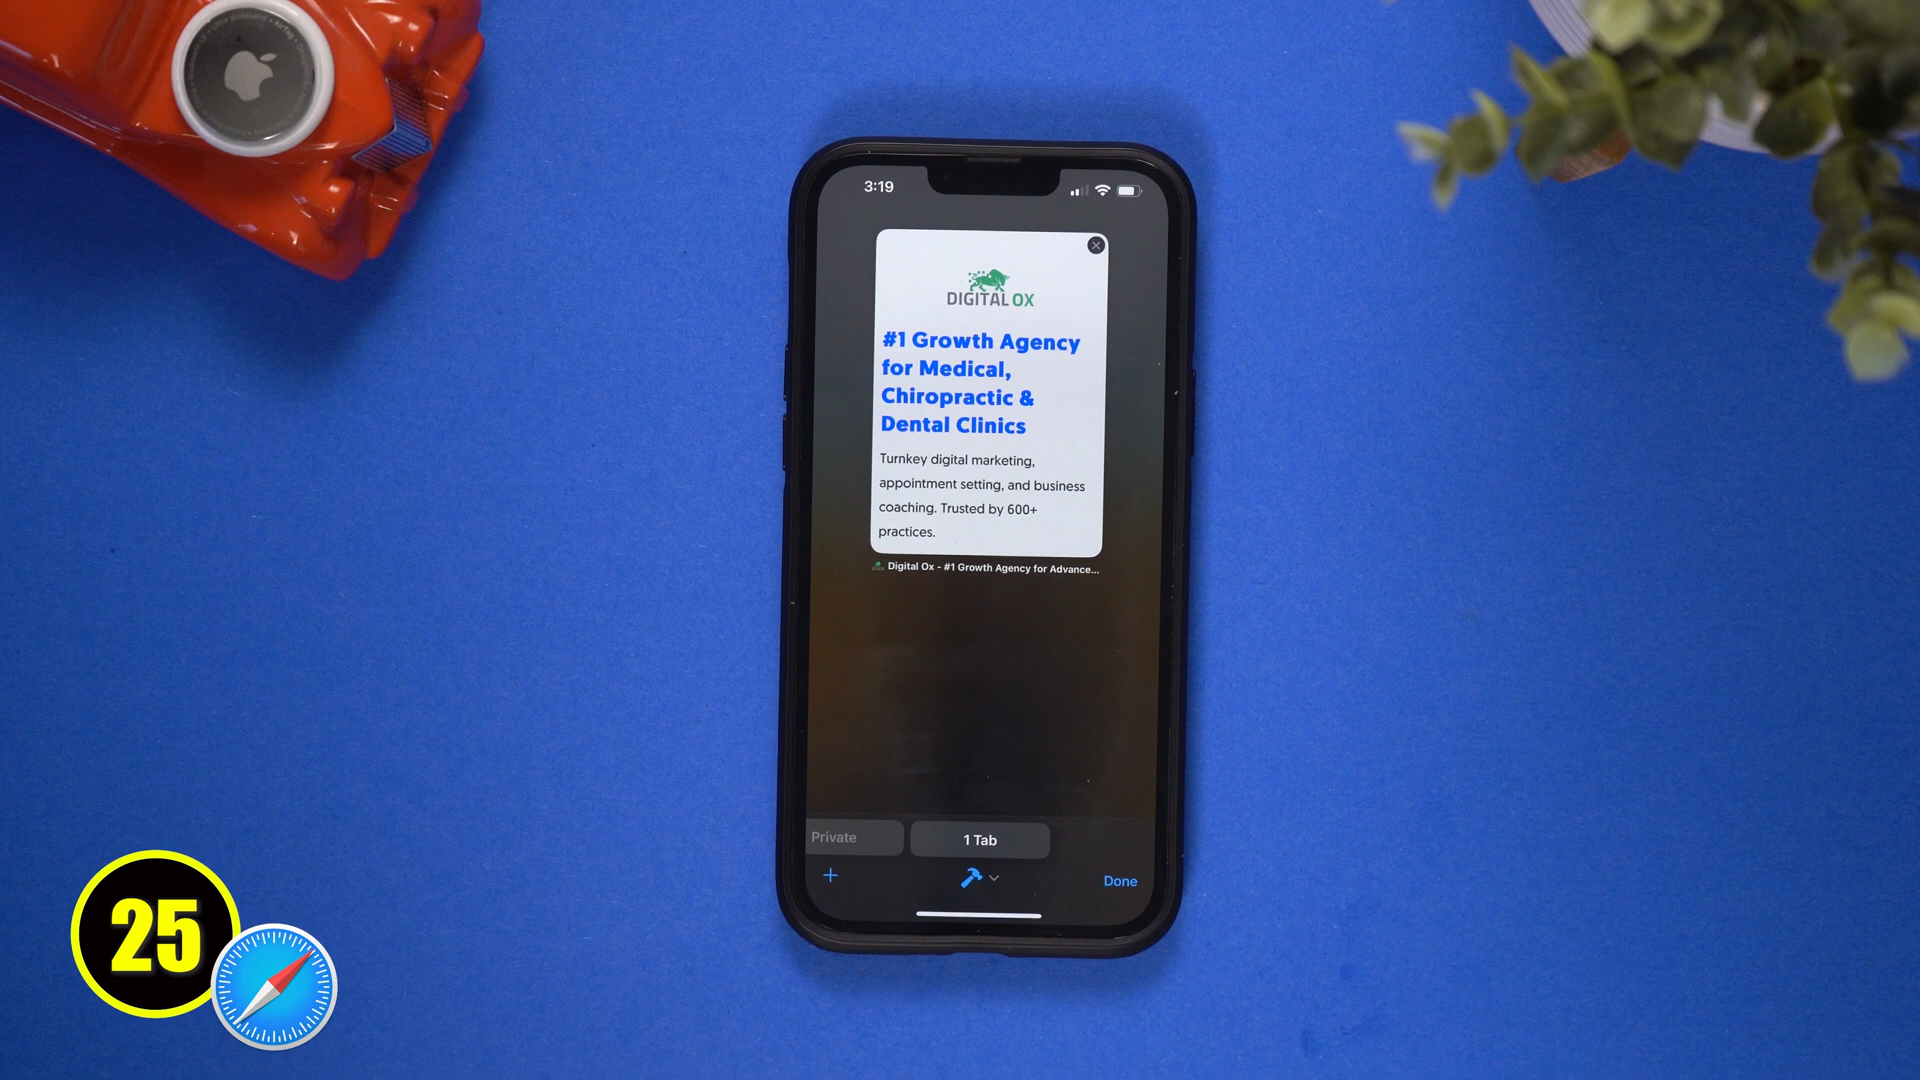 3:19
DIGITAL OX
#1 Growth Agency
for Medical,
Chiropractic &
Dental Clinics
Turnkey digital marketing,
appointment setting, and business
coaching. Trusted by 600+
practices.
Digital Ox - #1 Growth Agency for Advance...
Private
1 Tab
Done
25